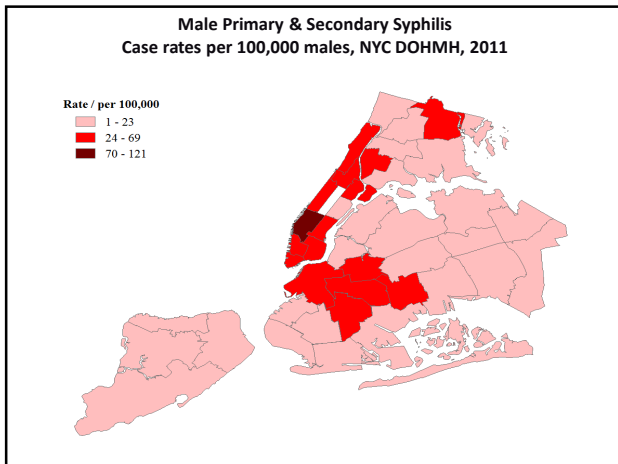 Male Primary & Secondary Syphilis
Case rates per 100,000 males, NYC DOHMH, 2011
Rate / per 100,000
1 - 23
24 - 69
70 - 121